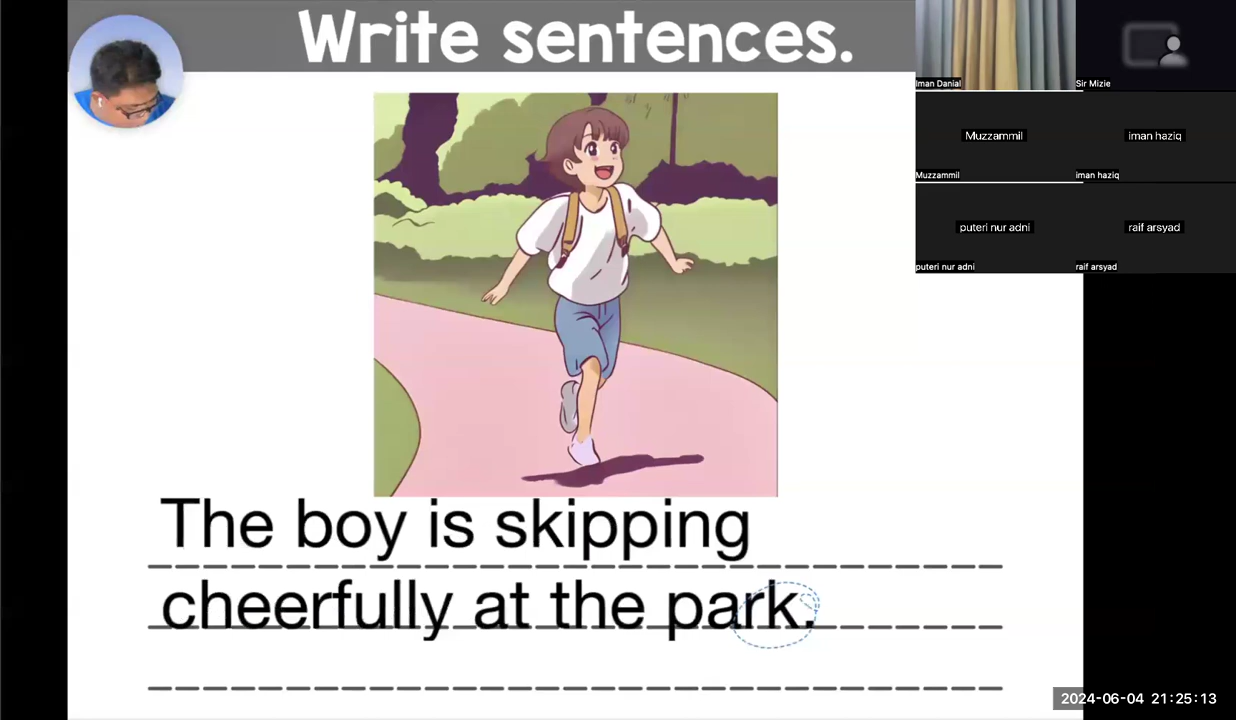 Write sentences.
Iman Danial
Sir Mizie
Muzzammil
iman haziq
Muzzammil
iman haziq
puteri nur adni
raif arsyad
puteri nur adni
raif arsyad
The boy is skipping
cheerfully at the park.
2024-06-04 21:25:13